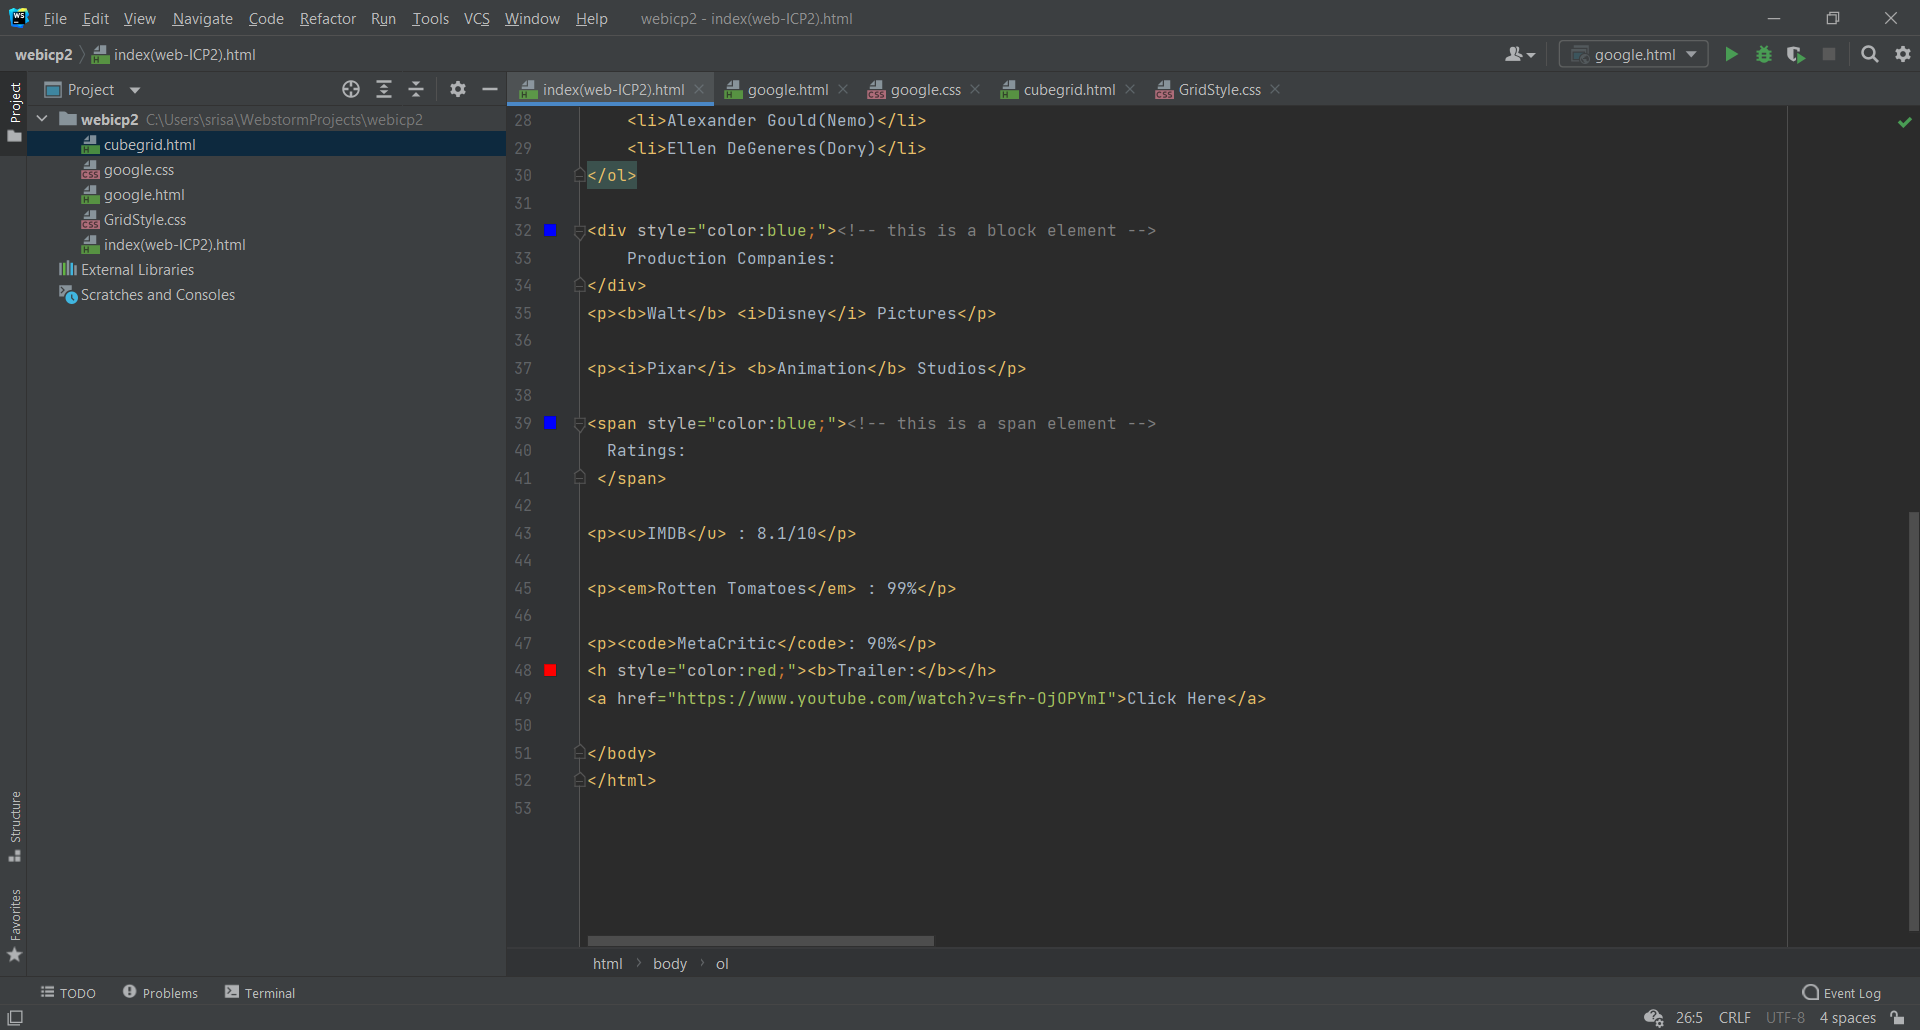 WS File Edit View Navigate Code Refactor Run Tools VCS Window Help webicp2 - index(web-ICP2).html
webicp2 index(web-ICP2).html google.html
Project
Project
index(web-ICP2).html google.html google.css cubegrid.html GridStyle.css
webicp2 C:\Users\srisa\WebstormProjects\webicp2
cubegrid.html
google.css
google.html
GridStyle.css
index(web-ICP2).html
External Libraries
Scratches and Consoles
28 <li>Alexander Gould(Nemo)</li>
29 <li>Ellen DeGeneres(Dory)</li>
30 </ol>
31
32 <div style="color:blue;"><!-- this is a block element -->
33 Production Companies:
34 </div>
35 <p><b>Walt</b> <i>Disney</i> Pictures</p>
36
37 <p><i>Pixar</i> <b>Animation</b> Studios</p>
38
39 <span style="color:blue;"><!-- this is a span element -->
40 Ratings:
41 </span>
42
43 <p><u>IMDB</u> : 8.1/10</p>
44
45 <p><em>Rotten Tomatoes</em> : 99%</p>
46
47 <p><code>MetaCritic</code>: 90%</p>
48 <h style="color:red;"><b>Trailer:</b></h>
49 <a href="https://www.youtube.com/watch?v=sfr-OjOPYmI">Click Here</a>
50
51 </body>
52 </html>
53
Structure
Favorites
html body ol
TODO Problems Terminal Event Log
26:5 CRLF UTF-8 4 spaces